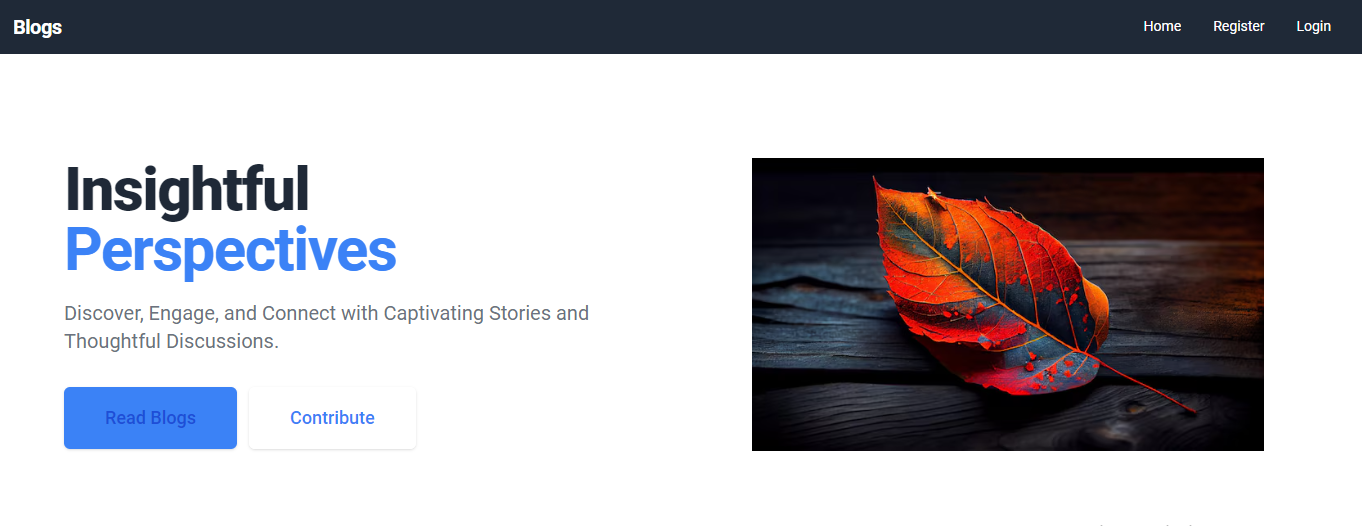 Blogs
Home
Register
Login
Insightful
Perspectives
Discover, Engage, and Connect with Captivating Stories and
Thoughtful Discussions.
Read Blogs
Contribute